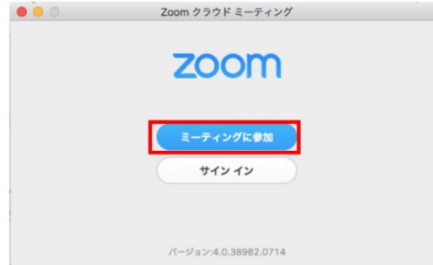 Zoom クラウド ミーティング
zoom
ミーティングに参加
サイン イン
バージョン:4.0.38982.0714